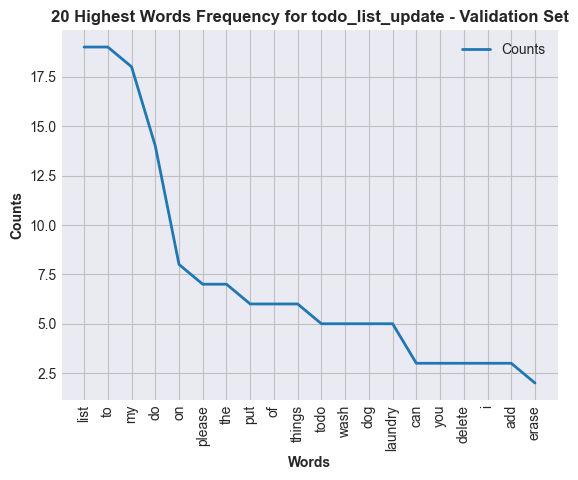 20 Highest Words Frequency for todo_list_update - Validation Set
Counts
17.5
15.0
12.5
10.0
7.5
5.0
2.5
Counts
list
to
my
do
on
please
the
put
of
things
todo
wash
dog
laundry
can
you
delete
i
add
erase
Words